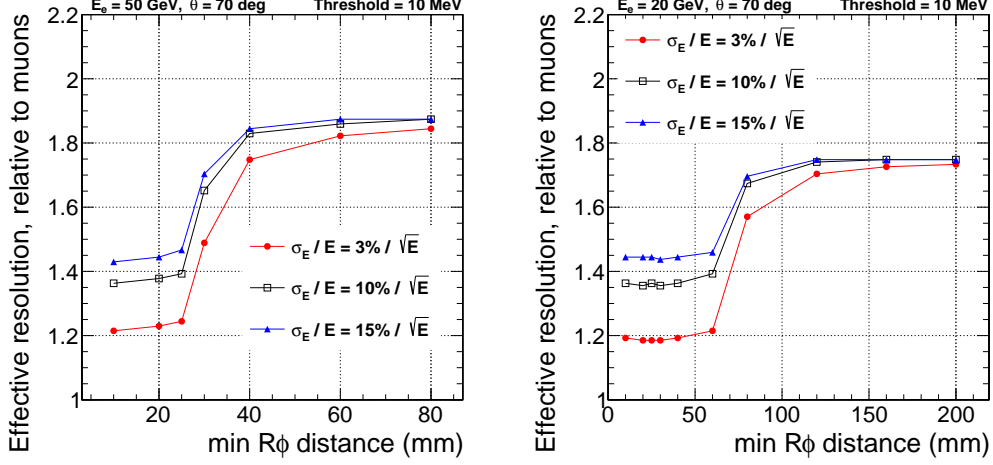 E_e = 50 GeV, θ = 70 deg Threshold = 10 MeV
Effective resolution, relative to muons
2.2
2
1.8
1.6
1.4
1.2
1
σ_E / E = 3% / √E
σ_E / E = 10% / √E
σ_E / E = 15% / √E
20 40 60 80
min Rϕ distance (mm)
E_e = 20 GeV, θ = 70 deg Threshold = 10 MeV
Effective resolution, relative to muons
2.2
2
1.8
1.6
1.4
1.2
1
σ_E / E = 3% / √E
σ_E / E = 10% / √E
σ_E / E = 15% / √E
0 50 100 150 200
min Rϕ distance (mm)